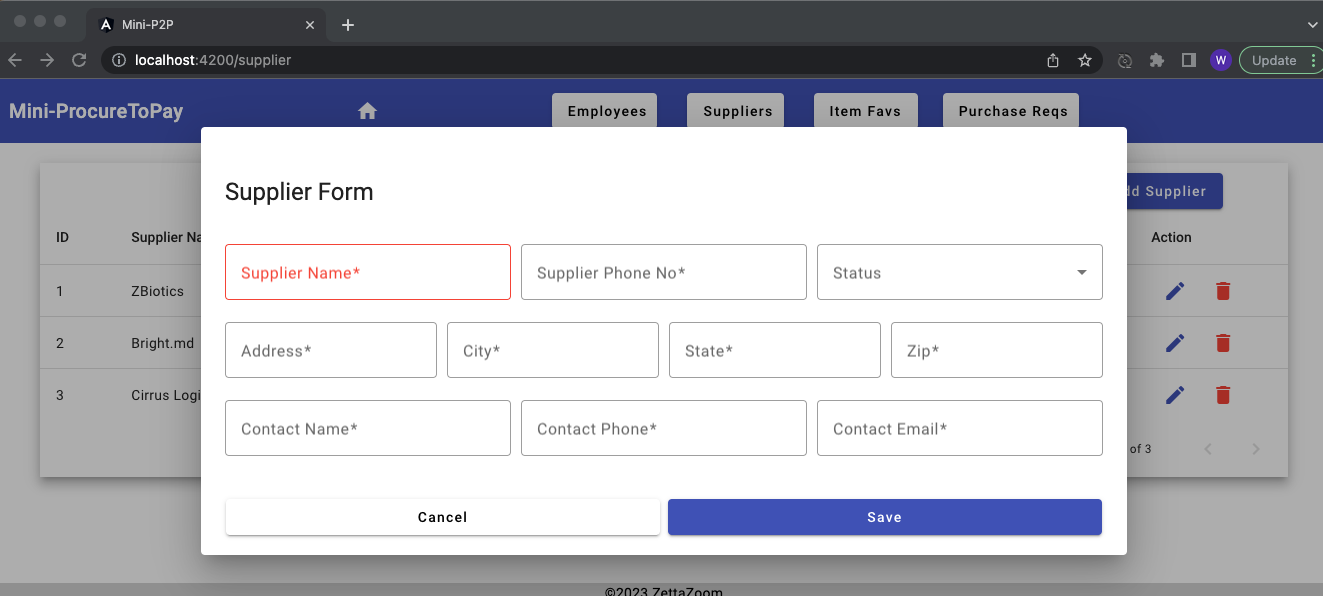 Mini-P2P
localhost:4200/supplier
W
Update
Mini-ProcureToPay
Employees
Suppliers
Item Favs
Purchase Reqs
Supplier Form
dd Supplier
ID
Supplier Na
Action
Supplier Name*
Supplier Phone No*
Status
1
ZBiotics
2
Bright.md
Address*
City*
State*
Zip*
3
Cirrus Logi
Contact Name*
Contact Phone*
Contact Email*
of 3
Cancel
Save
©2023 ZettaZoom